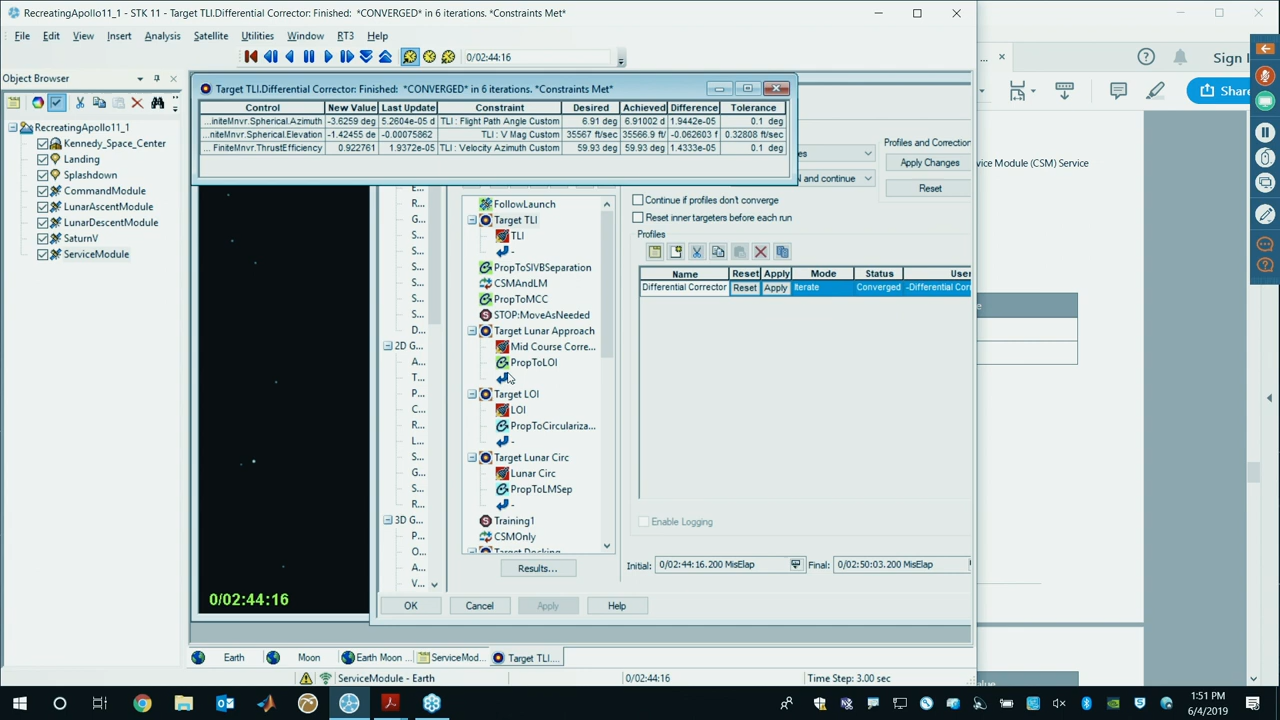 RecreatingApollo11_1 - STK 11 - Target TLI.Differential Corrector: Finished: *CONVERGED* in 6 iterations. *Constraints Met*
File Edit View Insert Analysis Satellite Utilities Window RT3 Help
0/02:44:16
Sign I
Object Browser
Share
RecreatingApollo11_1
Kennedy_Space_Center
Landing
Splashdown
CommandModule
LunarAscentModule
LunarDescentModule
SaturnV
ServiceModule
Target TLI.Differential Corrector: Finished: *CONVERGED* in 6 iterations. *Constraints Met*
Control New Value Last Update Constraint Desired Achieved Difference Tolerance
initeMnvr.Spherical.Azimuth -3.6259 deg 5.2604e-05 d TLI : Flight Path Angle Custom 6.91 deg 6.91002 d 1.9442e-05 0.1 deg
initeMnvr.Spherical.Elevation -1.42455 -0.00075862 TLI : V Mag Custom 35567 ft/sec 35566.9 ft/ -0.062603 f 0.32808 ft/sec
FiniteMnvr.ThrustEfficiency 0.922761 1.9372e-05 TLI : Velocity Azimuth Custom 59.93 deg 59.93 deg 1.4333e-05 0.1 deg
Profiles and Correction
es Apply Changes
N and continue Reset
vice Module (CSM) Service
E...
R...
G...
S...
S...
S...
S...
S...
D...
2D G...
A...
T...
P...
C...
R...
L...
S...
G...
S...
R...
3D G...
P...
O...
A...
V...
FollowLaunch
Target TLI
TLI
-
PropToSIVBSeparation
CSMAndLM
PropToMCC
STOP:MoveAsNeeded
Target Lunar Approach
Mid Course Corre...
PropToLOI
Target LOI
LOI
PropToCirculariza...
-
Target Lunar Circ
Lunar Circ
PropToLMSep
-
Training1
CSMOnly
Target Docking
Results...
Continue if profiles don't converge
Reset inner targeters before each run
Profiles
Name Reset Apply Mode Status User
Differential Corrector Reset Apply Iterate Converged -Differential Corr
Enable Logging
Initial: 0/02:44:16.200 MisElap Final: 0/02:50:03.200 MisElap
OK Cancel Apply Help
0/02:44:16
Earth Moon Earth Moon ... ServiceMod... Target TLI....
ServiceModule - Earth 0/02:44:16 Time Step: 3.00 sec
1:51 PM
6/4/2019